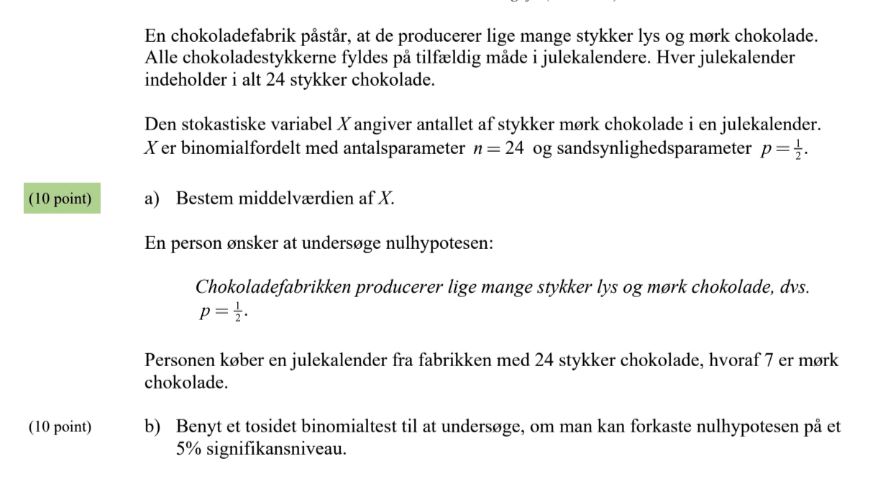 En chokoladefabrik påstår, at de producerer lige mange stykker lys og mørk chokolade.
Alle chokoladestykkerne fyldes på tilfældig måde i julekalendere. Hver julekalender
indeholder i alt 24 stykker chokolade.
Den stokastiske variabel X angiver antallet af stykker mørk chokolade i en julekalender.
X er binomialfordelt med antalsparameter n = 24 og sandsynlighedsparameter p = 1/2.
(10 point) a) Bestem middelværdien af X.
En person ønsker at undersøge nulhypotesen:
Chokoladefabrikken producerer lige mange stykker lys og mørk chokolade, dvs.
p = 1/2.
Personen køber en julekalender fra fabrikken med 24 stykker chokolade, hvoraf 7 er mørk
chokolade.
(10 point) b) Benyt et tosidet binomialtest til at undersøge, om man kan forkaste nulhypotesen på et
5% signifikansniveau.